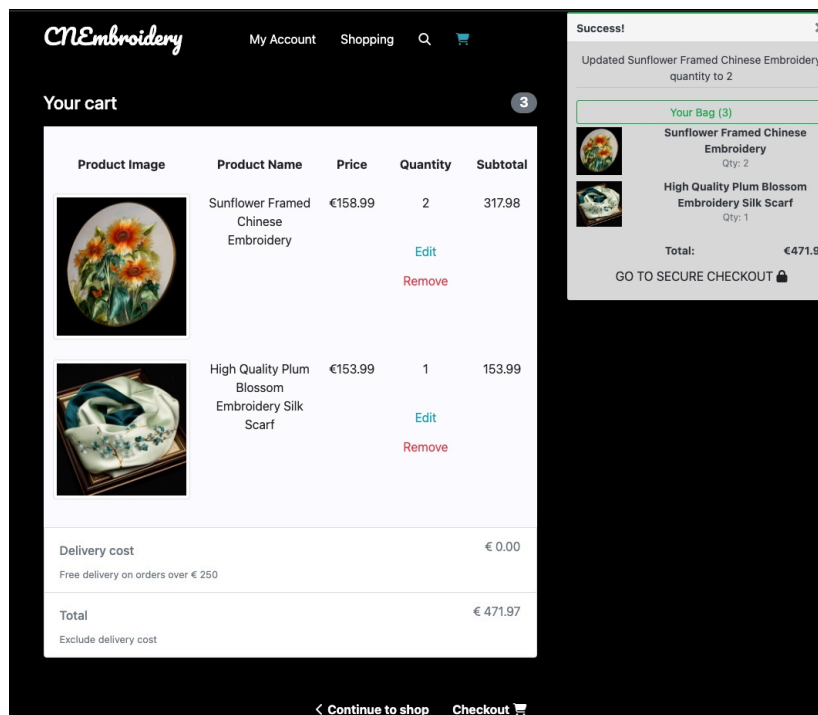 CNEmbroidery
My Account
Shopping
Your cart
3
Product Image
Product Name
Price
Quantity
Subtotal
Sunflower Framed
Chinese
Embroidery
€158.99
2
317.98
Edit
Remove
High Quality Plum
Blossom
Embroidery Silk
Scarf
€153.99
1
153.99
Edit
Remove
Delivery cost
€ 0.00
Free delivery on orders over € 250
Total
€ 471.97
Exclude delivery cost
Continue to shop
Checkout
Success!
Updated Sunflower Framed Chinese Embroidery
quantity to 2
Your Bag (3)
Sunflower Framed Chinese
Embroidery
Qty: 2
High Quality Plum Blossom
Embroidery Silk Scarf
Qty: 1
Total:
€471.9
GO TO SECURE CHECKOUT